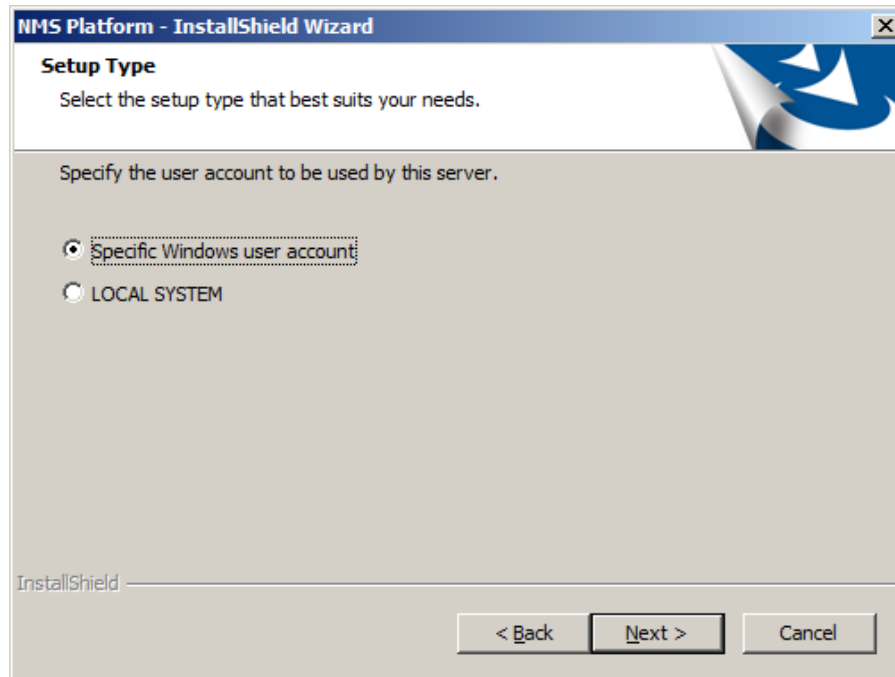 NMS Platform - InstallShield Wizard
Setup Type
Select the setup type that best suits your needs.
Specify the user account to be used by this server.
Specific Windows user account
LOCAL SYSTEM
InstallShield
< Back Next > Cancel